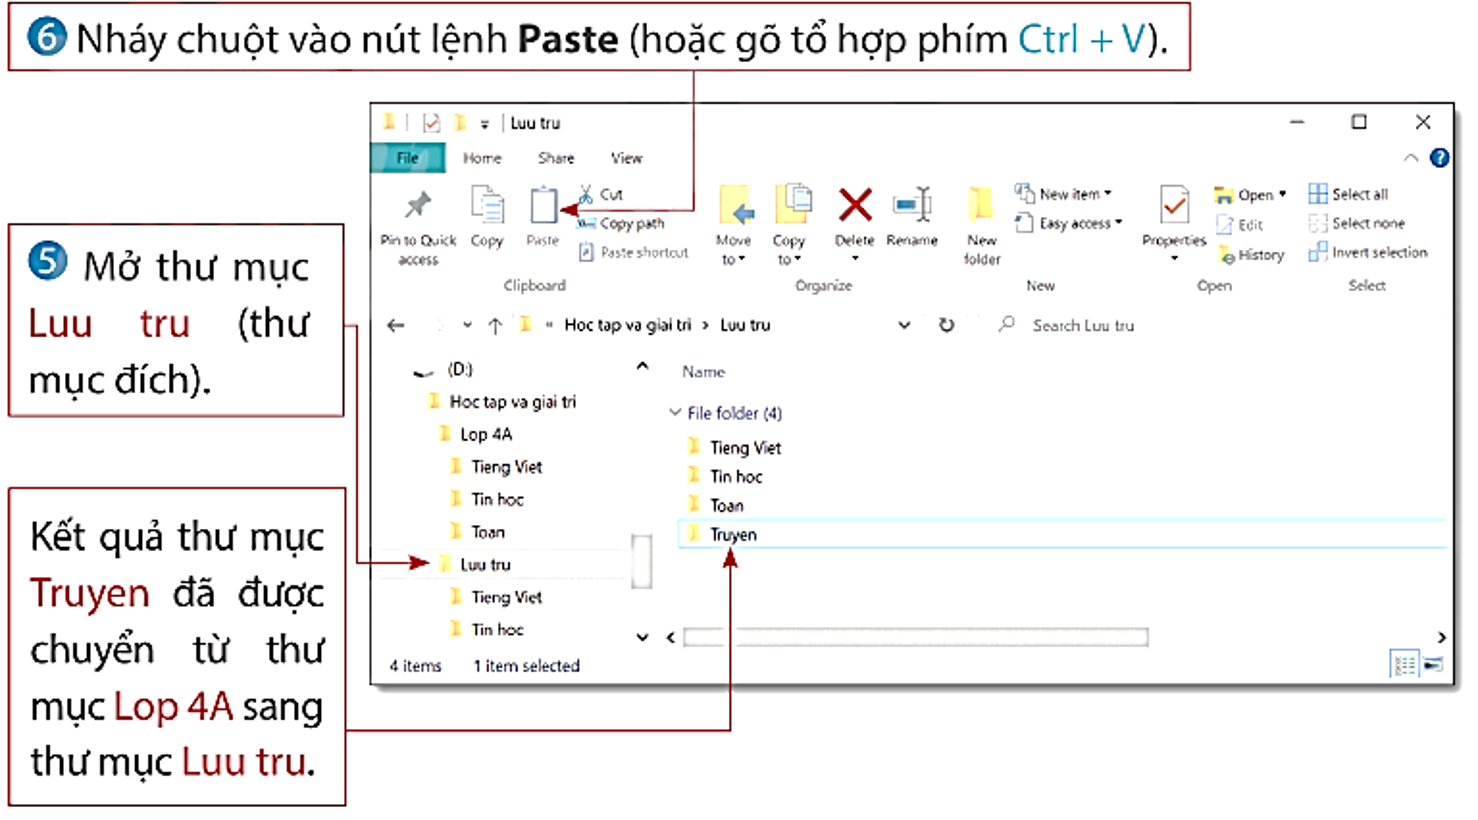 6 Nháy chuột vào nút lệnh Paste (hoặc gõ tổ hợp phím Ctrl + V).
Luu tru
File Home Share View
Cut
Copy path
Paste shortcut
Pin to Quick access
Copy
Paste
Clipboard
Move to
Copy to
Delete
Rename
Organize
New folder
New item
Easy access
New
Properties
Open
Edit
History
Open
Select all
Select none
Invert selection
Select
« Hoc tap va giai tri › Luu tru
Search Luu tru
5 Mở thư mục
Luu tru (thư
mục đích).
(D:)
Hoc tap va giai tri
Lop 4A
Tieng Viet
Tin hoc
Toan
Luu tru
Tieng Viet
Tin hoc
Name
File folder (4)
Tieng Viet
Tin hoc
Toan
Truyen
4 items 1 item selected
Kết quả thư mục
Truyen đã được
chuyển từ thư
mục Lop 4A sang
thư mục Luu tru.